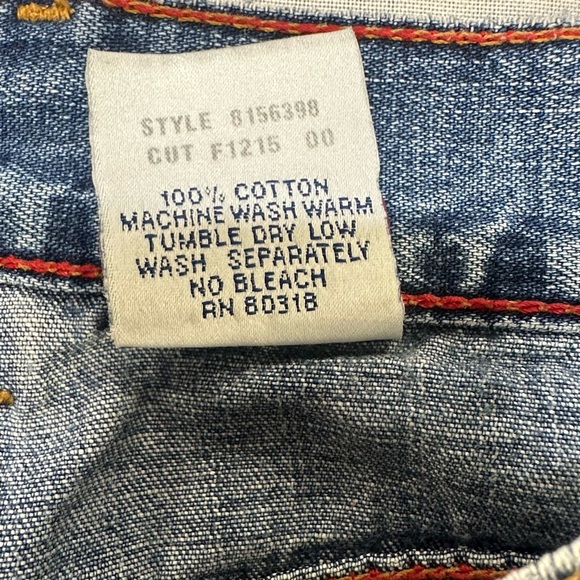 STYLE 8156398
CUT F1215 00
100% COTTON
MACHINE WASH WARM
TUMBLE DRY LOW
WASH SEPARATELY
NO BLEACH
RN 80318